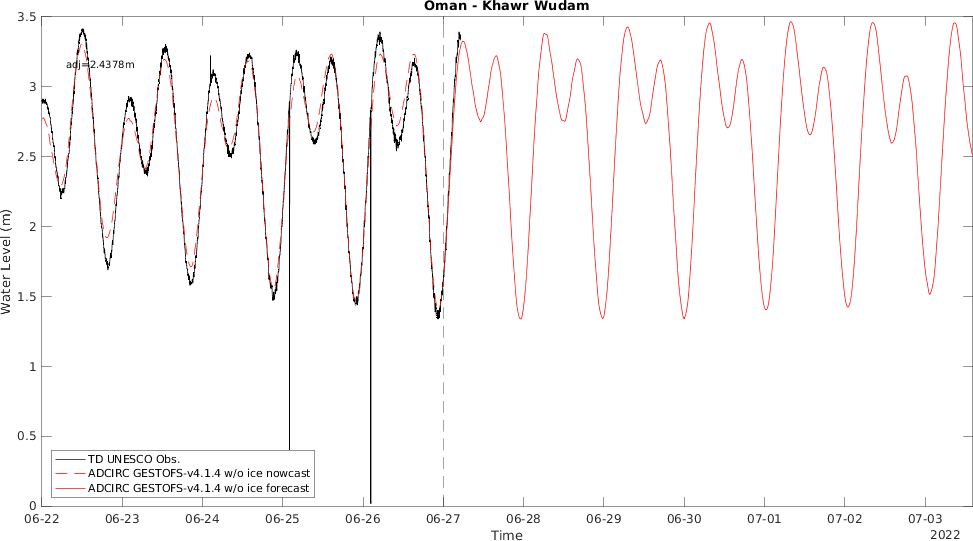 Oman - Khawr Wudam
3.5
adj=2.4378m
3
2.5
2
1.5
1
0.5
0
Water Level (m)
TD UNESCO Obs.
ADCIRC GESTOFS-v4.1.4 w/o ice nowcast
ADCIRC GESTOFS-v4.1.4 w/o ice forecast
06-22 06-23 06-24 06-25 06-26 06-27 06-28 06-29 06-30 07-01 07-02 07-03
Time
2022